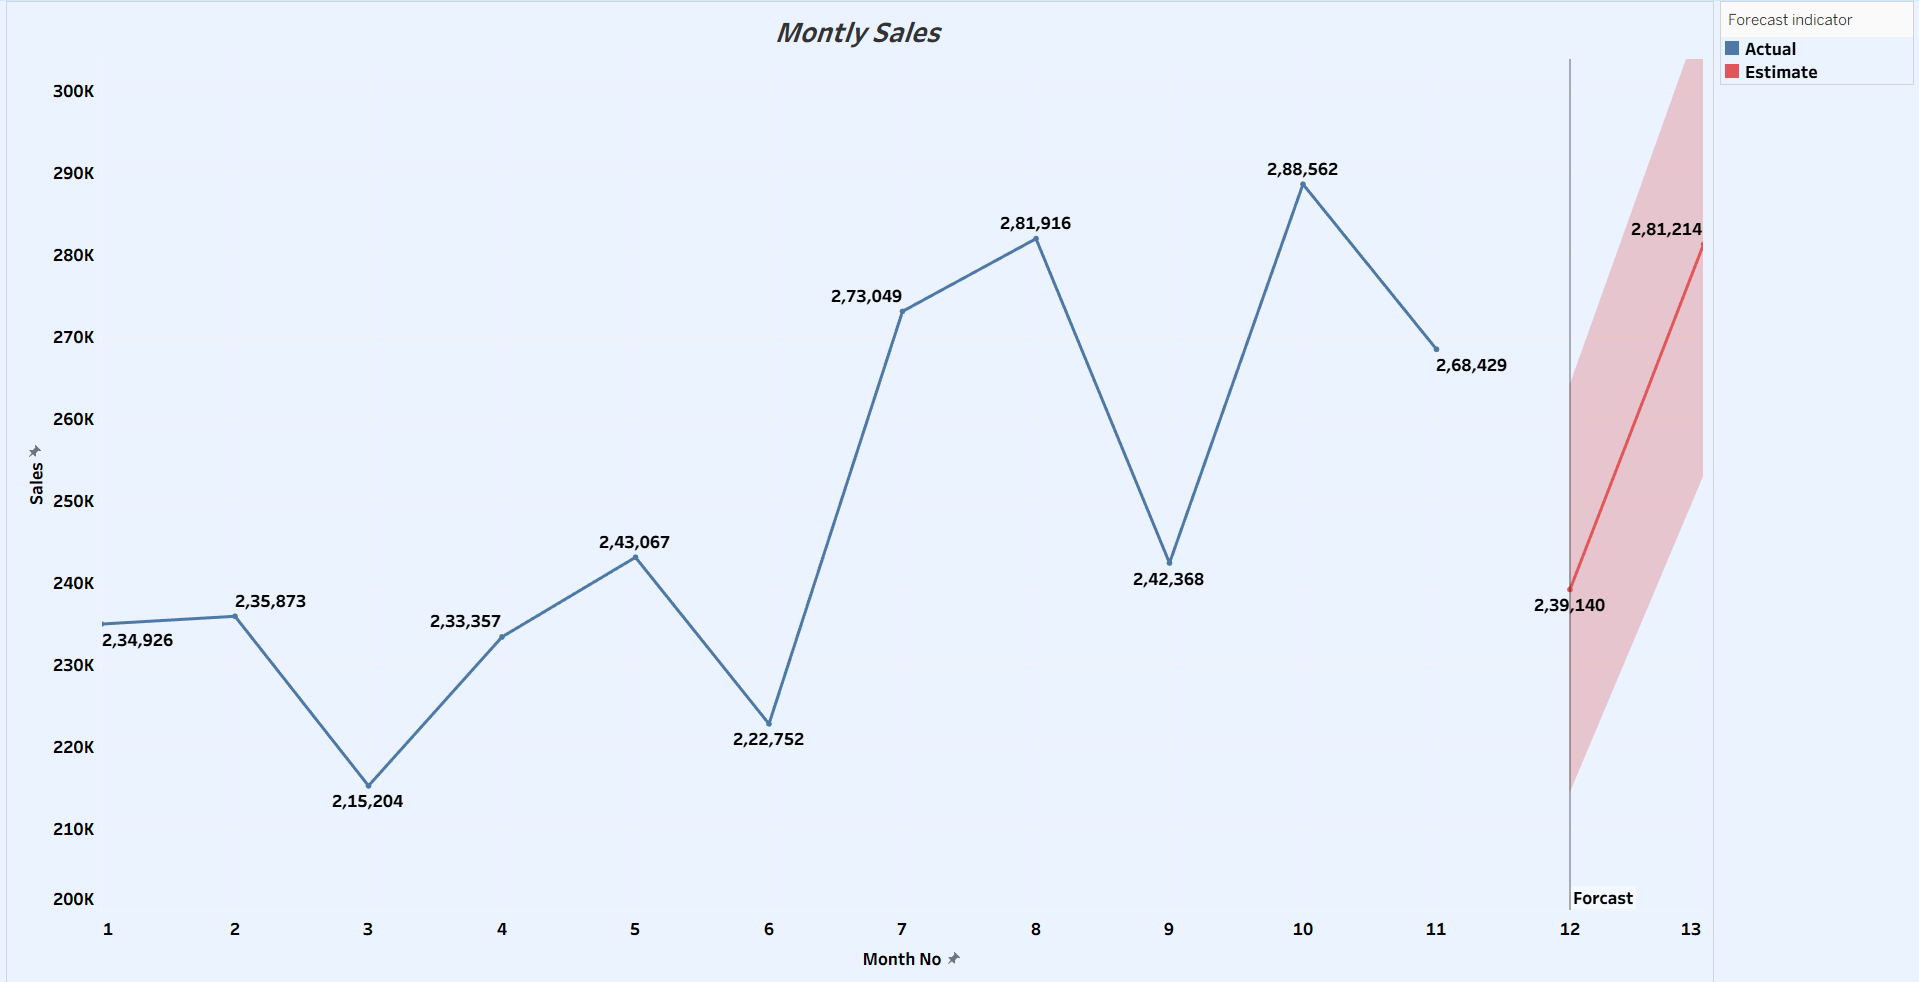 Montly Sales
Forecast indicator
Actual
Estimate
300K
290K
280K
270K
260K
250K
240K
230K
220K
210K
200K
Sales
2,34,926
2,35,873
2,15,204
2,33,357
2,43,067
2,22,752
2,73,049
2,81,916
2,42,368
2,88,562
2,68,429
2,39,140
2,81,214
Forcast
1 2 3 4 5 6 7 8 9 10 11 12 13
Month No